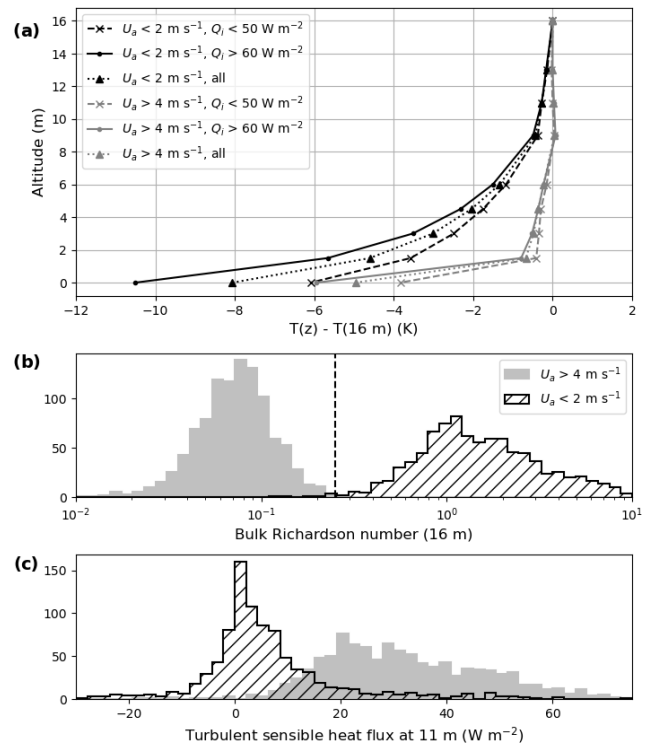 (a)
U_a < 2 m s⁻¹, Q_i < 50 W m⁻²
U_a < 2 m s⁻¹, Q_i > 60 W m⁻²
U_a < 2 m s⁻¹, all
U_a > 4 m s⁻¹, Q_i < 50 W m⁻²
U_a > 4 m s⁻¹, Q_i > 60 W m⁻²
U_a > 4 m s⁻¹, all
Altitude (m)
16
14
12
10
8
6
4
2
0
−12 −10 −8 −6 −4 −2 0 2
T(z) - T(16 m) (K)
(b)
U_a > 4 m s⁻¹
U_a < 2 m s⁻¹
100
50
0
10⁻² 10⁻¹ 10⁰ 10¹
Bulk Richardson number (16 m)
(c)
150
100
50
0
−20 0 20 40 60
Turbulent sensible heat flux at 11 m (W m⁻²)